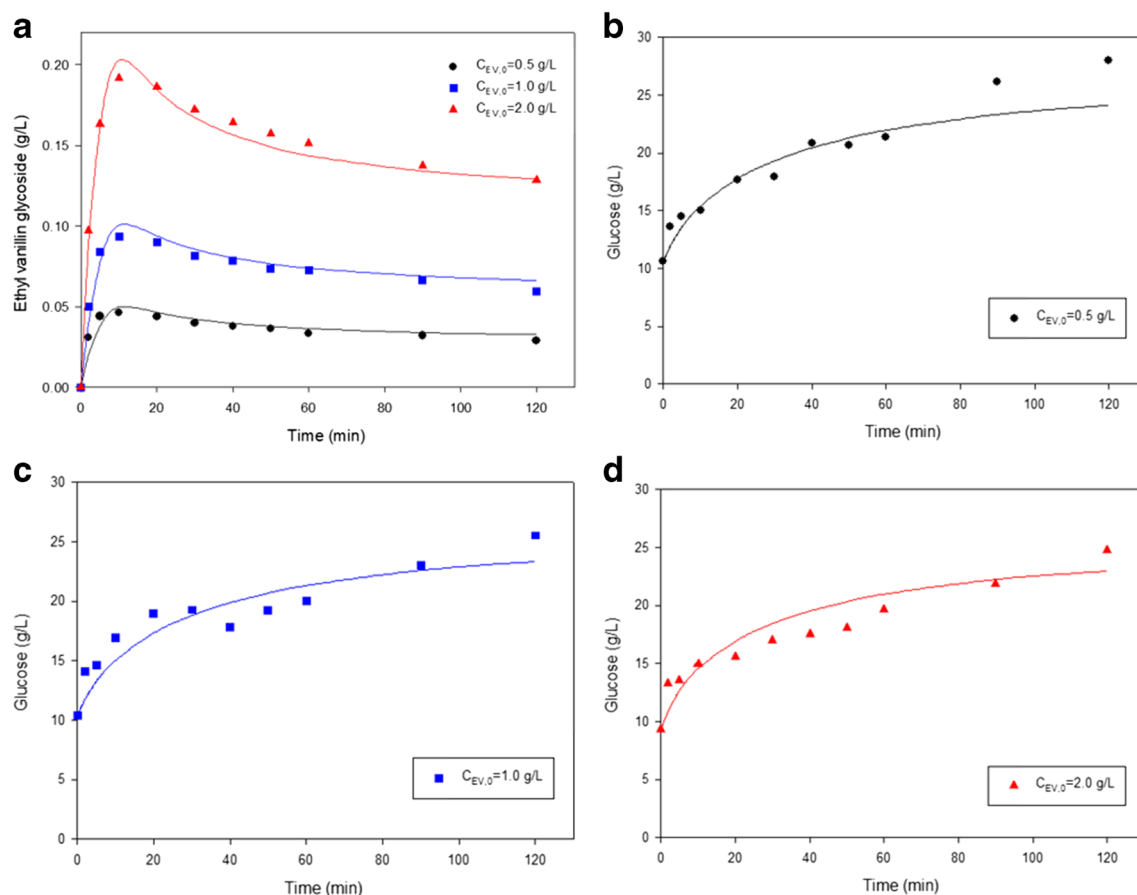 a
0.20
0.15
0.10
0.05
0.00
Ethyl vanillin glycoside (g/L)
C_EV,0=0.5 g/L
C_EV,0=1.0 g/L
C_EV,0=2.0 g/L
0 20 40 60 80 100 120
Time (min)
b
30
25
20
15
10
5
0
Glucose (g/L)
C_EV,0=0.5 g/L
0 20 40 60 80 100 120
Time (min)
c
30
25
20
15
10
5
0
Glucose (g/L)
C_EV,0=1.0 g/L
0 20 40 60 80 100 120
Time (min)
d
30
25
20
15
10
5
0
Glucose (g/L)
C_EV,0=2.0 g/L
0 20 40 60 80 100 120
Time (min)